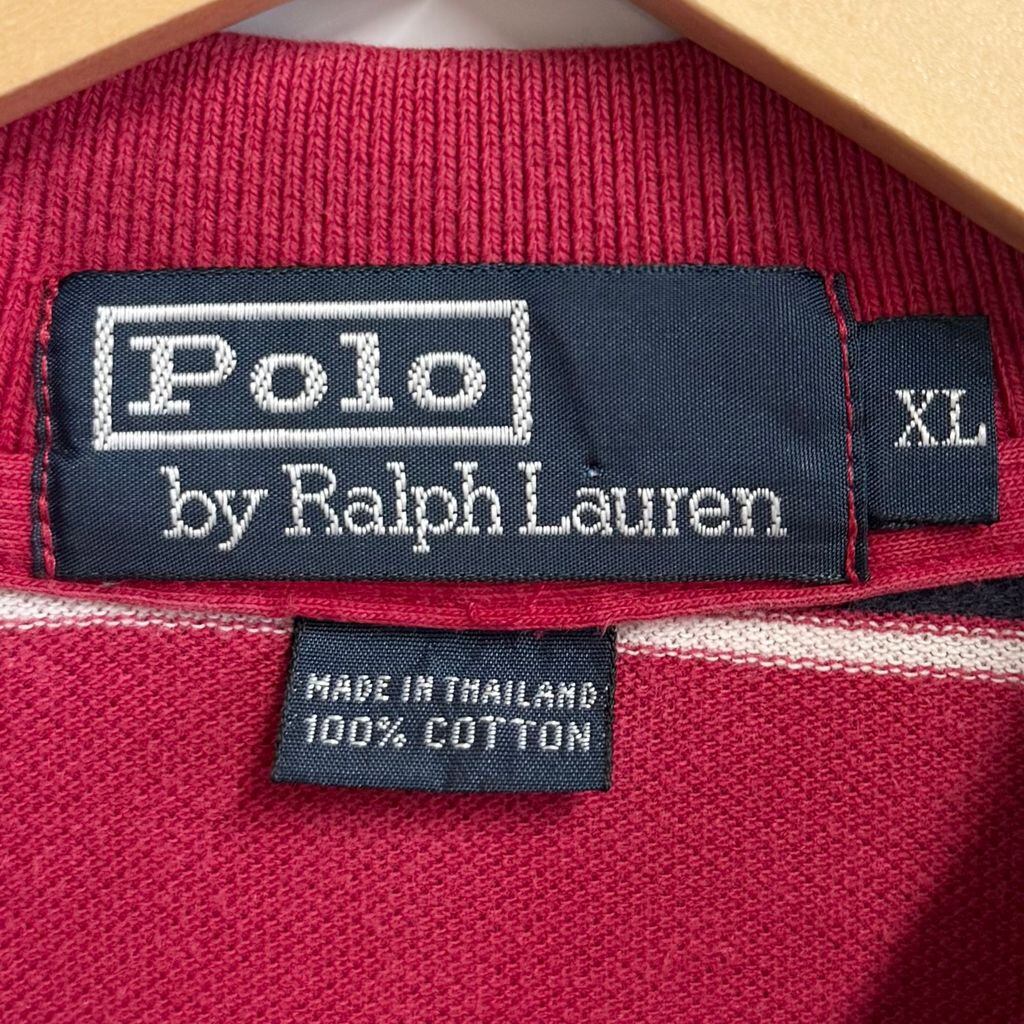 Polo
by Ralph Lauren
XL
MADE IN THAILAND
100% COTTON